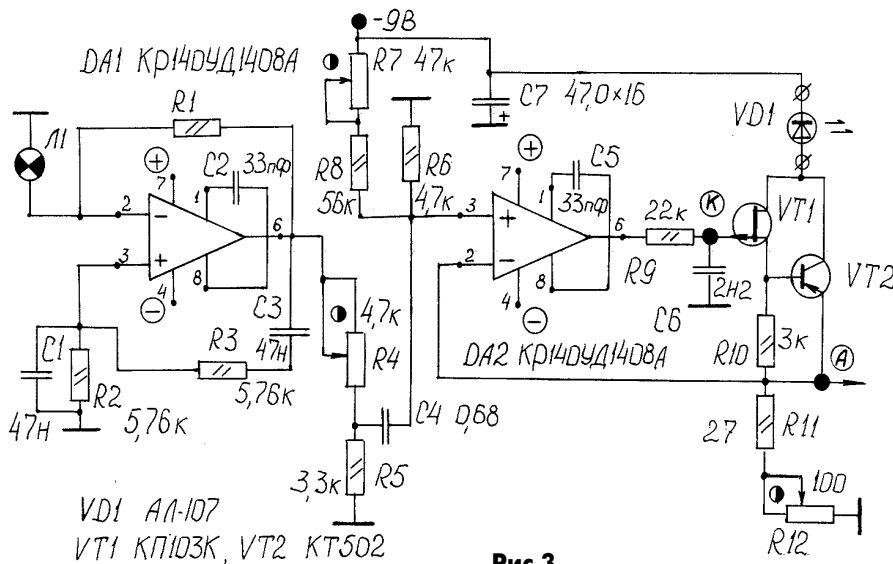 -9В
DA1 КР140УД1408А
R1
Л1
R7 47к
C7 47,0×16
+
VD1
C2
33пф
7
+
1
2
-
3
+
6
4
-
8
R8
56к
R6
4,7к
C5
33пф
7
+
1
3
+
2
-
6
4
-
8
22к
R9
К
VT1
VT2
2н2
C6
DA2 КР140УД1408А
C3
47н
4,7к
R4
C1
47н
R2
5,76к
R3
5,76к
C4 0,68
R10
3к
А
27
R11
3,3к
R5
100
R12
VD1 АЛ-107
VT1 КП103К, VT2 КТ502
Рис 3